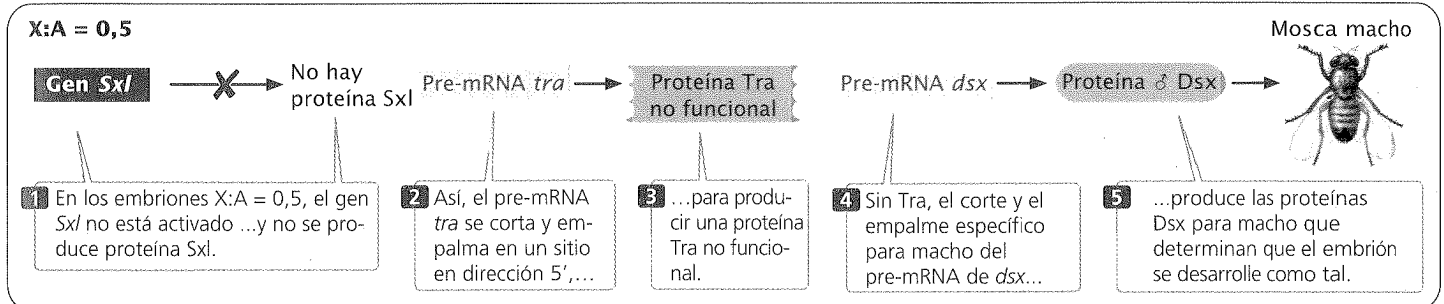 X:A = 0,5
Mosca macho
Gen Sxl
No hay
proteína Sxl
Pre-mRNA tra
Proteína Tra
no funcional
Pre-mRNA dsx
Proteína ♂ Dsx
1 En los embriones X:A = 0,5, el gen
Sxl no está activado ...y no se pro-
duce proteína Sxl.
2 Así, el pre-mRNA
tra se corta y em-
palma en un sitio
en dirección 5’,...
3 ...para produ-
cir una proteína
Tra no funcio-
nal.
4 Sin Tra, el corte y el
empalme específico
para macho del
pre-mRNA de dsx...
5 ...produce las proteínas
Dsx para macho que
determinan que el embrión
se desarrolle como tal.